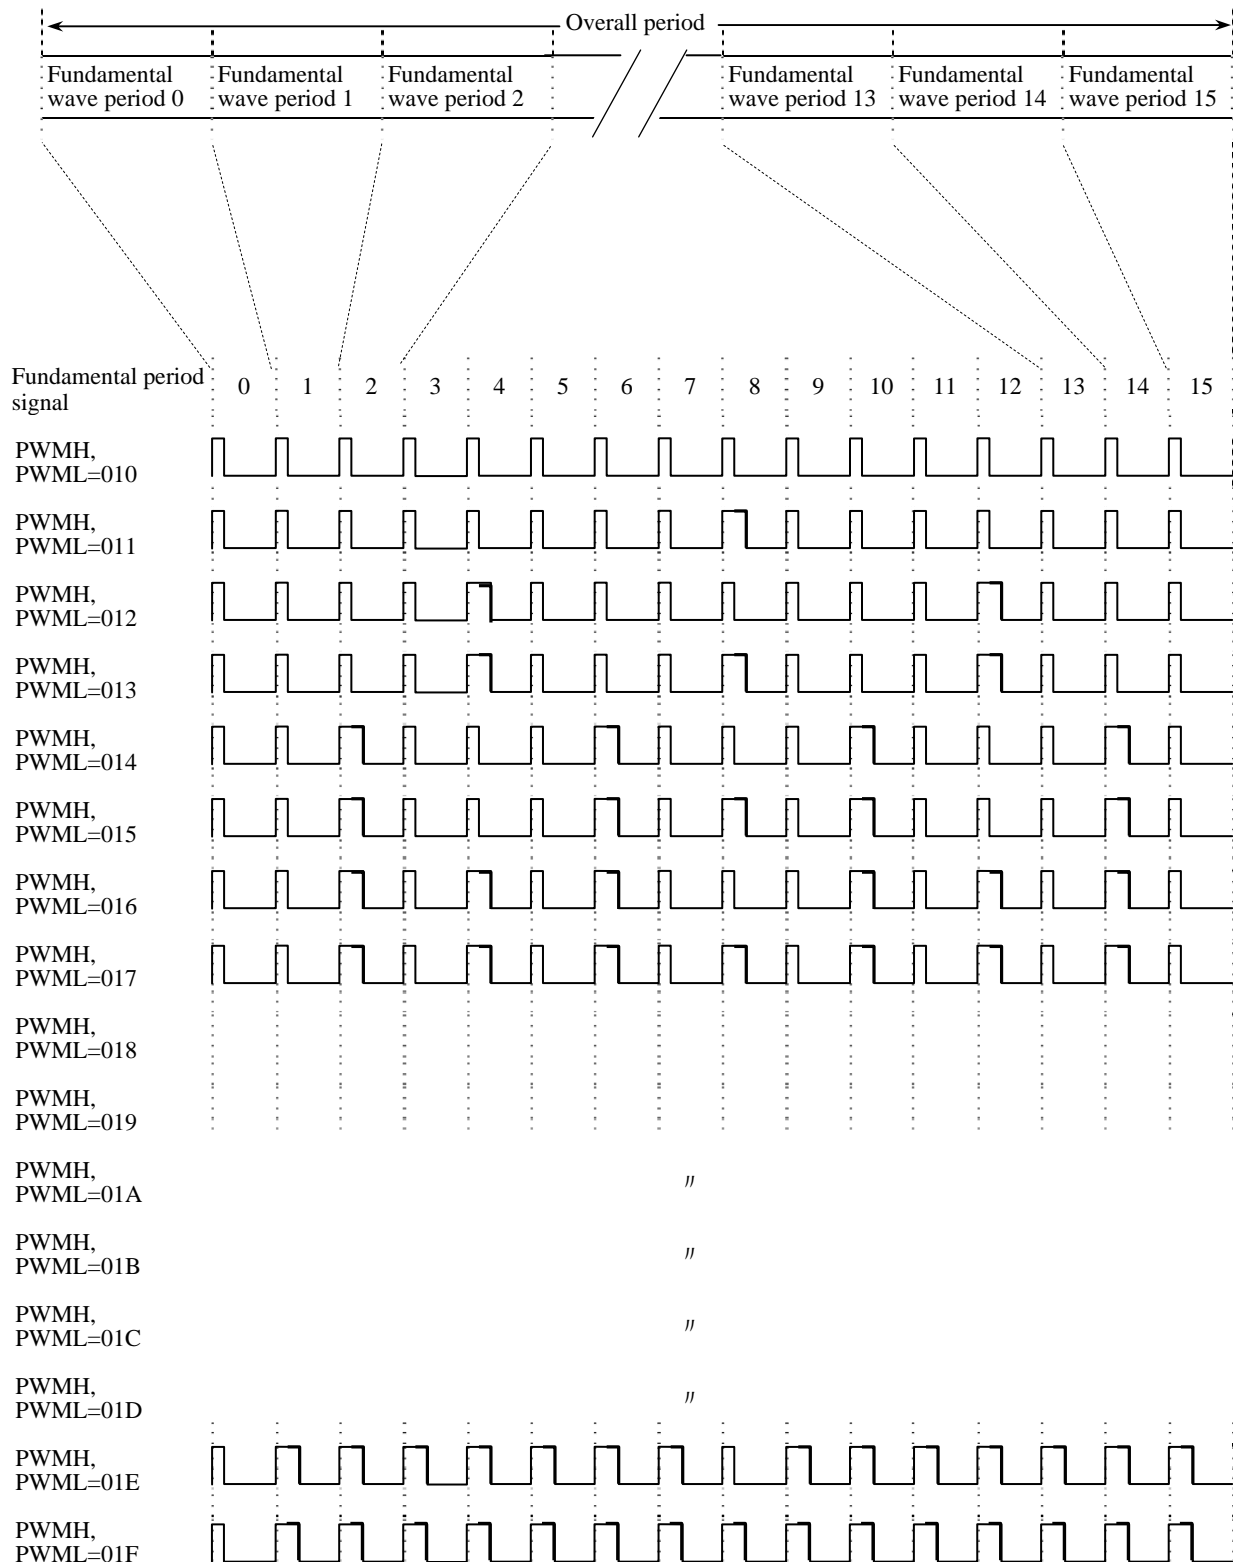 Overall period
Fundamental wave period 0
Fundamental wave period 1
Fundamental wave period 2
Fundamental wave period 13
Fundamental wave period 14
Fundamental wave period 15
Fundamental period signal
0 1 2 3 4 5 6 7 8 9 10 11 12 13 14 15
PWMH,
PWML=010
PWMH,
PWML=011
PWMH,
PWML=012
PWMH,
PWML=013
PWMH,
PWML=014
PWMH,
PWML=015
PWMH,
PWML=016
PWMH,
PWML=017
PWMH,
PWML=018
PWMH,
PWML=019
PWMH,
PWML=01A
〃
PWMH,
PWML=01B
〃
PWMH,
PWML=01C
〃
PWMH,
PWML=01D
〃
PWMH,
PWML=01E
PWMH,
PWML=01F